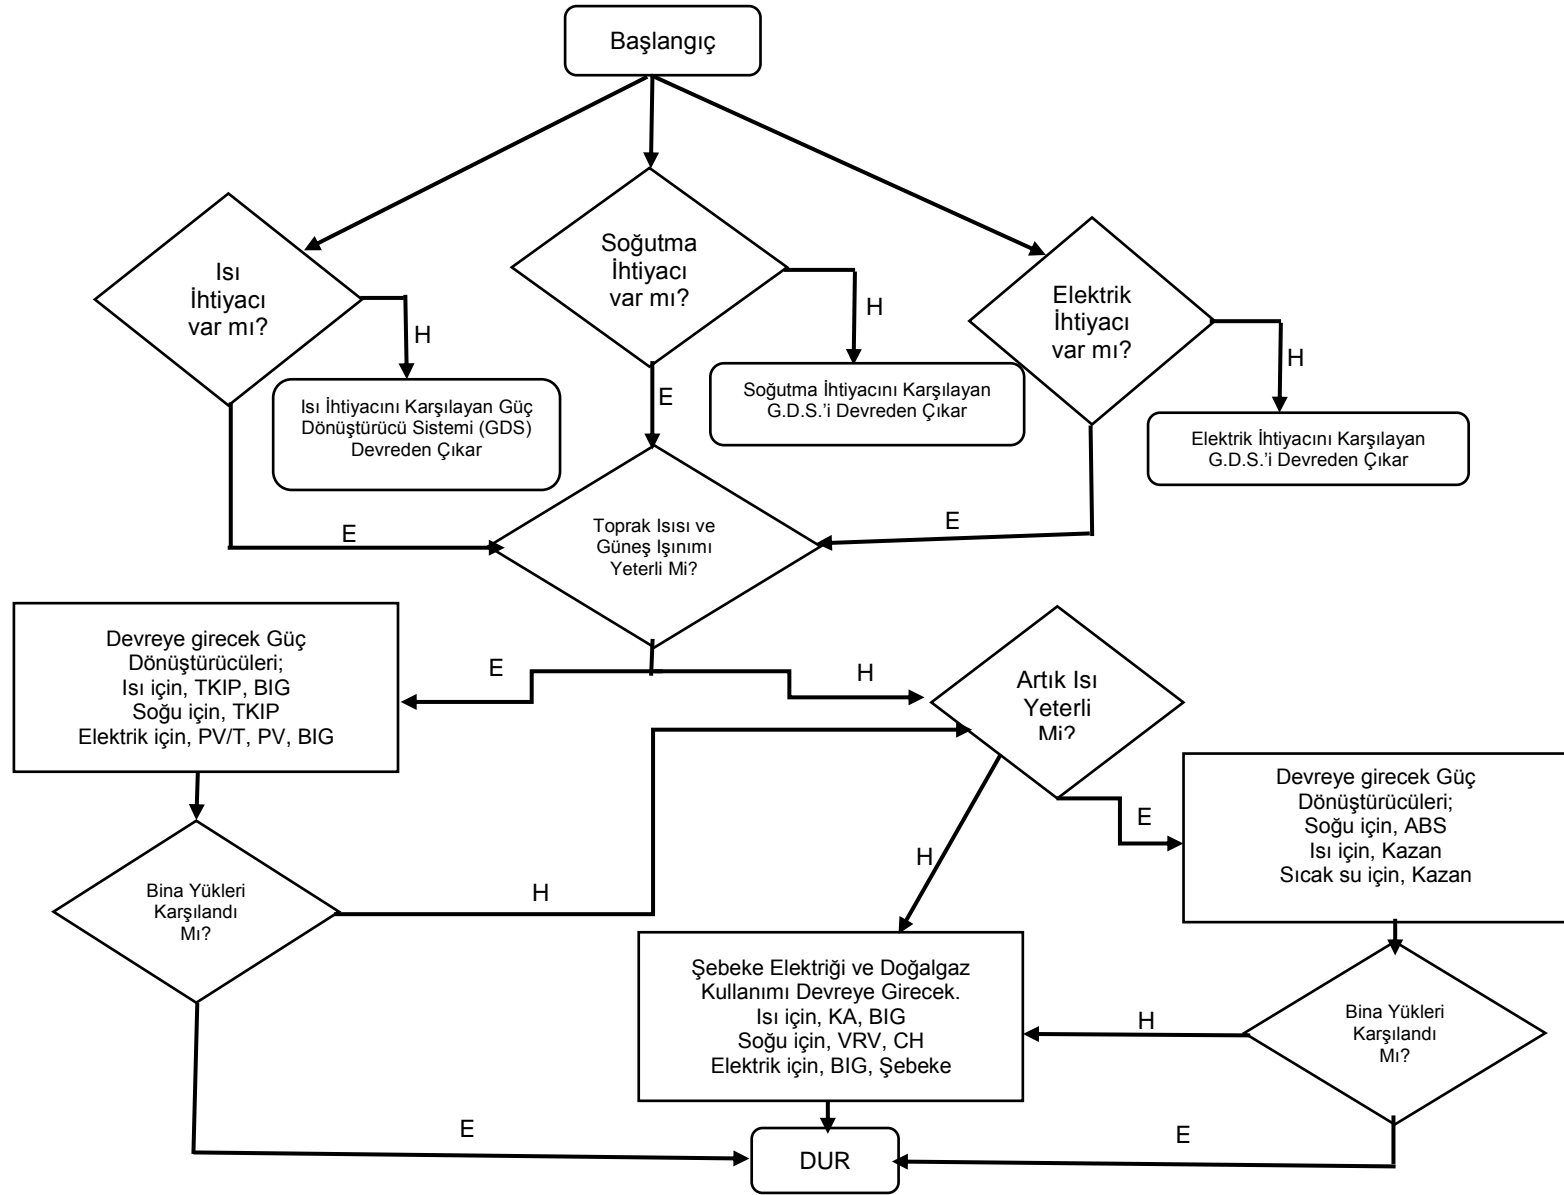 Başlangıç
Isı
İhtiyacı
var mı?
Soğutma
İhtiyacı
var mı?
Elektrik
İhtiyacı
var mı?
H
H
H
Isı İhtiyacını Karşılayan Güç
Dönüştürücü Sistemi (GDS)
Devreden Çıkar
E
Soğutma İhtiyacını Karşılayan
G.D.S.'i Devreden Çıkar
Elektrik İhtiyacını Karşılayan
G.D.S.'i Devreden Çıkar
E
Toprak Isısı ve
Güneş Işınımı
Yeterli Mi?
E
Devreye girecek Güç
Dönüştürücüleri;
Isı için, TKIP, BIG
Soğu için, TKIP
Elektrik için, PV/T, PV, BIG
E
H
Artık Isı
Yeterli
Mi?
E
H
Devreye girecek Güç
Dönüştürücüleri;
Soğu için, ABS
Isı için, Kazan
Sıcak su için, Kazan
Bina Yükleri
Karşılandı
Mı?
H
Şebeke Elektriği ve Doğalgaz
Kullanımı Devreye Girecek.
Isı için, KA, BIG
Soğu için, VRV, CH
Elektrik için, BIG, Şebeke
H
Bina Yükleri
Karşılandı
Mı?
E
DUR
E